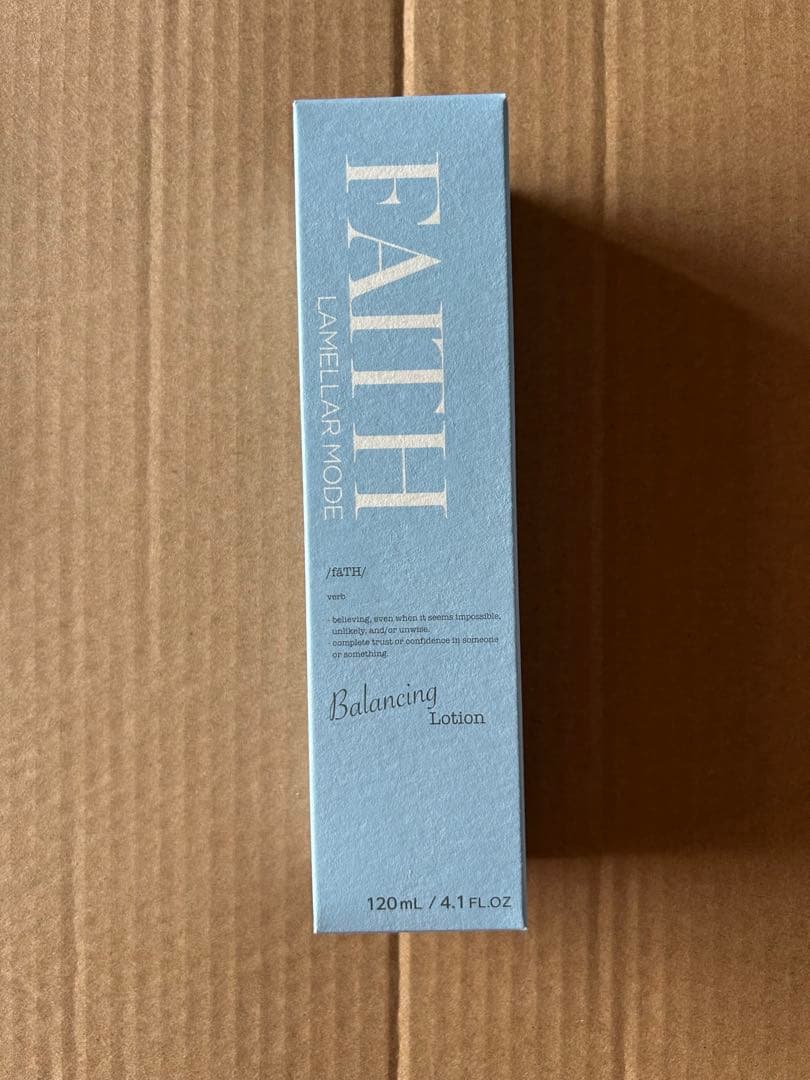 FAITH
LAMELLAR MODE
/fāTH/
verb
- believing, even when it seems impossible,
unlikely, and/or unwise.
- complete trust or confidence in someone
or something.
Balancing
Lotion
120mL / 4.1 FL.OZ